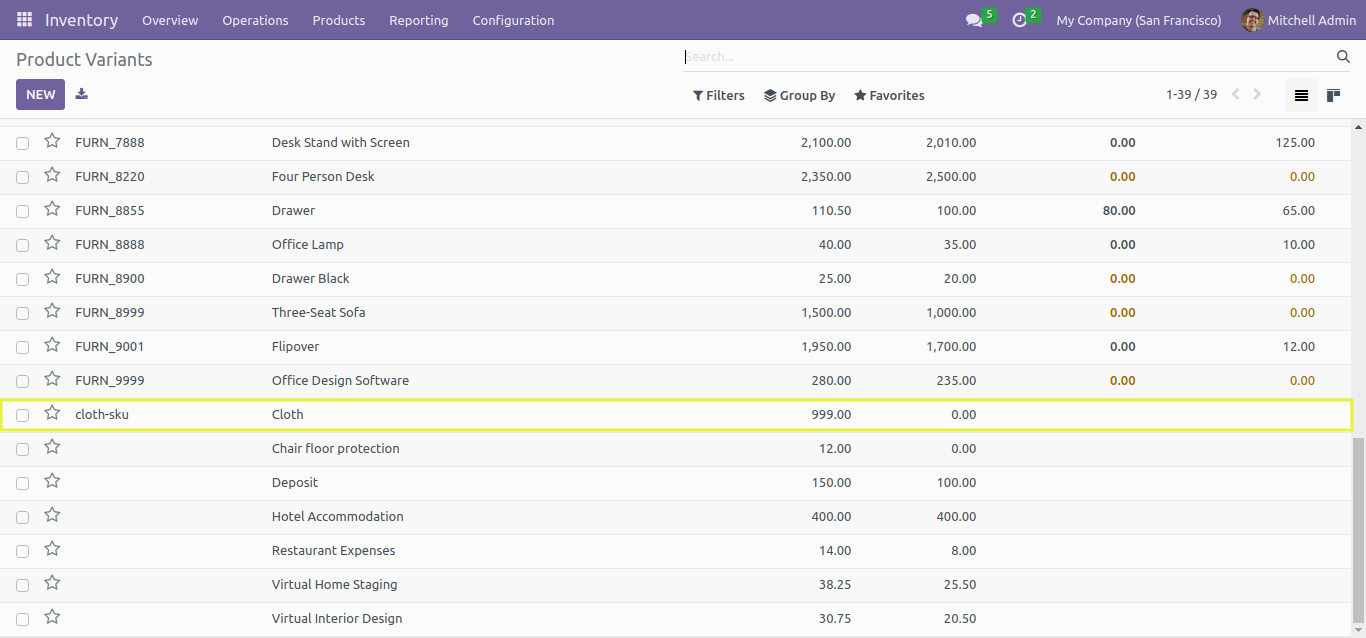 Inventory Overview Operations Products Reporting Configuration 5 2 My Company (San Francisco) Mitchell Admin
Product Variants Search...
NEW Filters Group By Favorites 1-39 / 39
FURN_7888 Desk Stand with Screen 2,100.00 2,010.00 0.00 125.00
FURN_8220 Four Person Desk 2,350.00 2,500.00 0.00 0.00
FURN_8855 Drawer 110.50 100.00 80.00 65.00
FURN_8888 Office Lamp 40.00 35.00 0.00 10.00
FURN_8900 Drawer Black 25.00 20.00 0.00 0.00
FURN_8999 Three-Seat Sofa 1,500.00 1,000.00 0.00 0.00
FURN_9001 Flipover 1,950.00 1,700.00 0.00 12.00
FURN_9999 Office Design Software 280.00 235.00 0.00 0.00
cloth-sku Cloth 999.00 0.00
Chair floor protection 12.00 0.00
Deposit 150.00 100.00
Hotel Accommodation 400.00 400.00
Restaurant Expenses 14.00 8.00
Virtual Home Staging 38.25 25.50
Virtual Interior Design 30.75 20.50